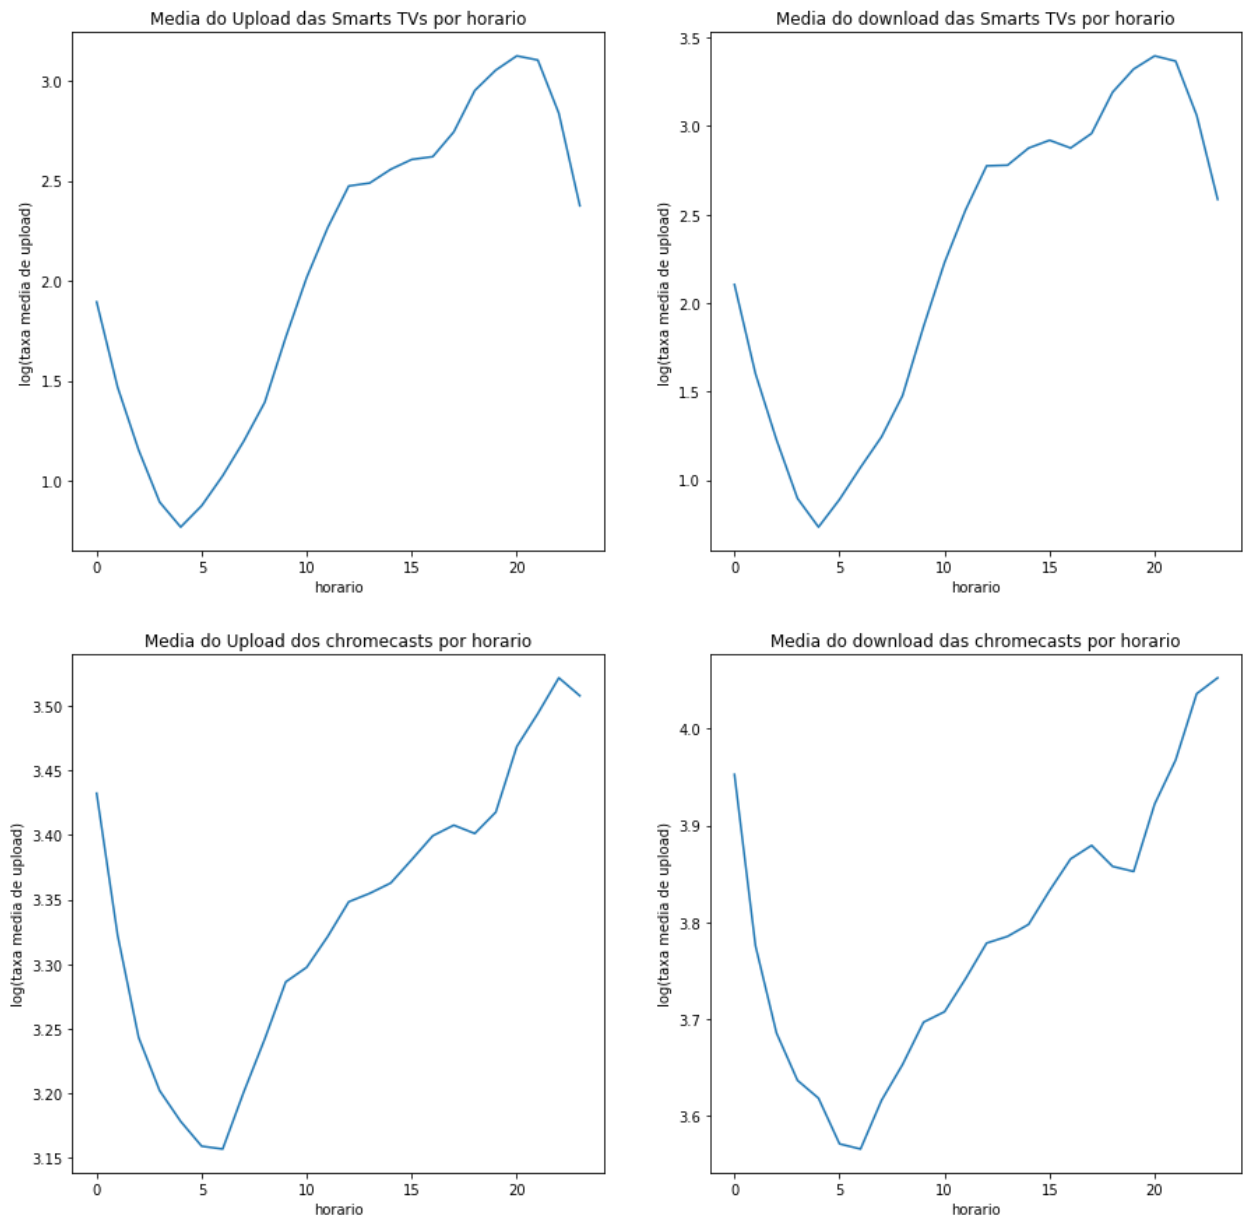 Media do Upload das Smarts TVs por horario
3.0
2.5
2.0
1.5
1.0
log(taxa media de upload)
0 5 10 15 20
horario
Media do download das Smarts TVs por horario
3.5
3.0
2.5
2.0
1.5
1.0
log(taxa media de upload)
0 5 10 15 20
horario
Media do Upload dos chromecasts por horario
3.50
3.45
3.40
3.35
3.30
3.25
3.20
3.15
log(taxa media de upload)
0 5 10 15 20
horario
Media do download das chromecasts por horario
4.0
3.9
3.8
3.7
3.6
log(taxa media de upload)
0 5 10 15 20
horario